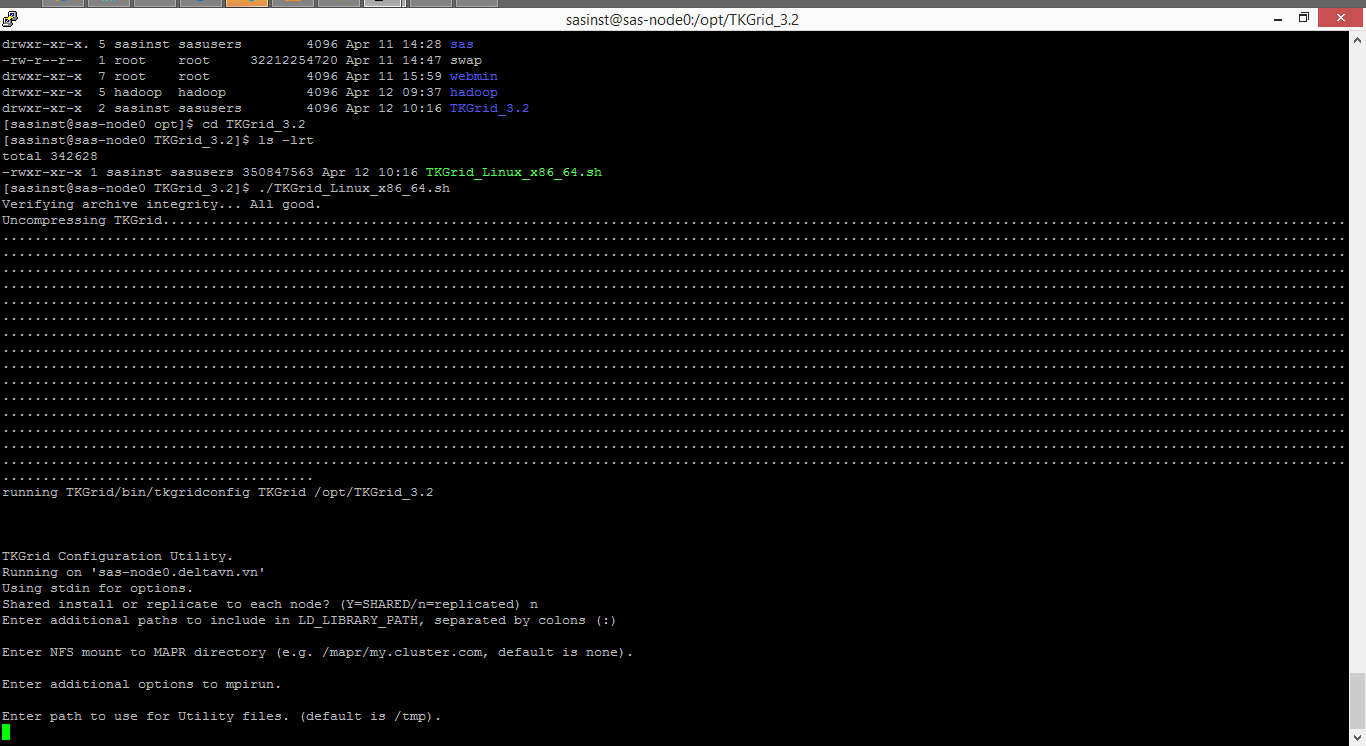 sasinst@sas-node0:/opt/TKGrid_3.2
drwxr-xr-x. 5 sasinst sasusers        4096 Apr 11 14:28 sas
-rw-r--r--  1 root    root     32212254720 Apr 11 14:47 swap
drwxr-xr-x  7 root    root            4096 Apr 11 15:59 webmin
drwxr-xr-x  5 hadoop  hadoop          4096 Apr 12 09:37 hadoop
drwxr-xr-x  2 sasinst sasusers        4096 Apr 12 10:16 TKGrid_3.2
[sasinst@sas-node0 opt]$ cd TKGrid_3.2
[sasinst@sas-node0 TKGrid_3.2]$ ls -lrt
total 342628
-rwxr-xr-x 1 sasinst sasusers 350847563 Apr 12 10:16 TKGrid_Linux_x86_64.sh
[sasinst@sas-node0 TKGrid_3.2]$ ./TKGrid_Linux_x86_64.sh
Verifying archive integrity... All good.
Uncompressing TKGrid....................................................................................................................................................
running TKGrid/bin/tkgridconfig TKGrid /opt/TKGrid_3.2
TKGrid Configuration Utility.
Running on 'sas-node0.deltavn.vn'
Using stdin for options.
Shared install or replicate to each node? (Y=SHARED/n=replicated) n
Enter additional paths to include in LD_LIBRARY_PATH, separated by colons (:)
Enter NFS mount to MAPR directory (e.g. /mapr/my.cluster.com, default is none).
Enter additional options to mpirun.
Enter path to use for Utility files. (default is /tmp).